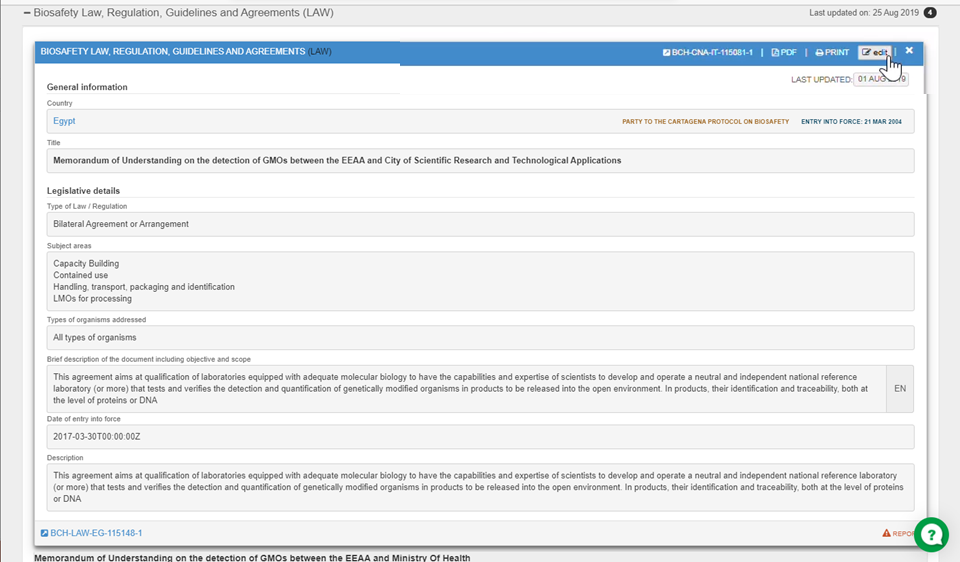 − Biosafety Law, Regulation, Guidelines and Agreements (LAW)
Last updated on: 25 Aug 2019 4
BIOSAFETY LAW, REGULATION, GUIDELINES AND AGREEMENTS (LAW)
BCH-CNA-IT-115081-1 | PDF | PRINT edit | ×
LAST UPDATED: 01 AUG
General information
Country
Egypt
PARTY TO THE CARTAGENA PROTOCOL ON BIOSAFETY ENTRY INTO FORCE: 21 MAR 2004
Title
Memorandum of Understanding on the detection of GMOs between the EEAA and City of Scientific Research and Technological Applications
Legislative details
Type of Law / Regulation
Bilateral Agreement or Arrangement
Subject areas
Capacity Building
Contained use
Handling, transport, packaging and identification
LMOs for processing
Types of organisms addressed
All types of organisms
Brief description of the document including objective and scope
This agreement aims at qualification of laboratories equipped with adequate molecular biology to have the capabilities and expertise of scientists to develop and operate a neutral and independent national reference
laboratory (or more) that tests and verifies the detection and quantification of genetically modified organisms in products to be released into the open environment. In products, their identification and traceability, both at
the level of proteins or DNA
EN
Date of entry into force
2017-03-30T00:00:00Z
Description
This agreement aims at qualification of laboratories equipped with adequate molecular biology to have the capabilities and expertise of scientists to develop and operate a neutral and independent national reference laboratory
(or more) that tests and verifies the detection and quantification of genetically modified organisms in products to be released into the open environment. In products, their identification and traceability, both at the level of proteins
or DNA
BCH-LAW-EG-115148-1
REPO
?
Memorandum of Understanding on the detection of GMOs between the EEAA and Ministry Of Health